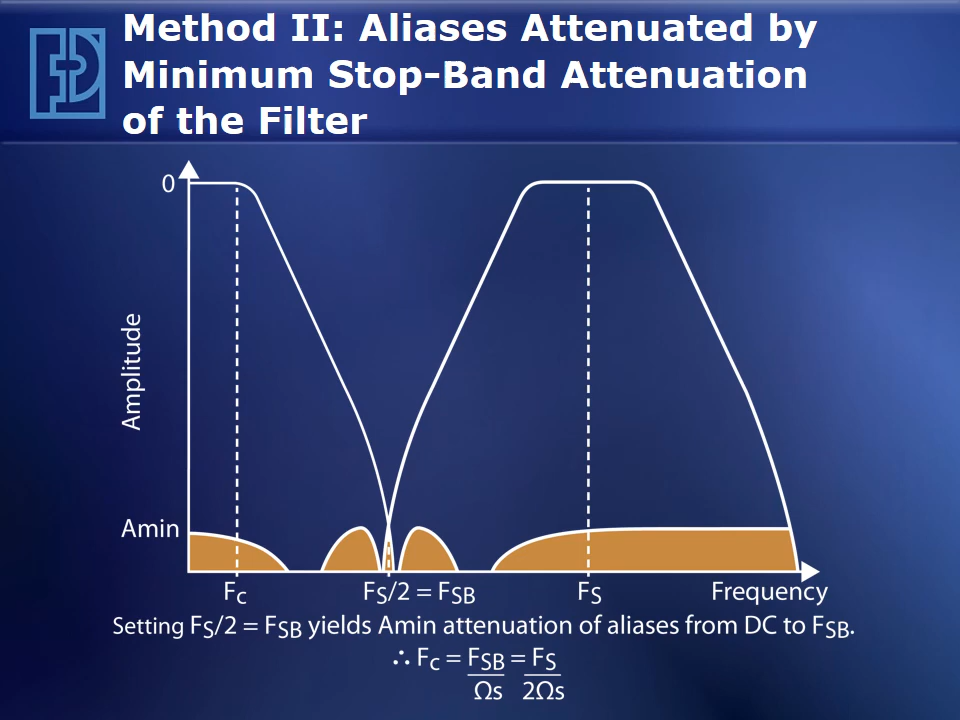 Method II: Aliases Attenuated by
Minimum Stop-Band Attenuation
of the Filter
0
Amplitude
Amin
FC FS/2 = FSB FS Frequency
Setting FS/2 = FSB yields Amin attenuation of aliases from DC to FSB.
∴ FC = FSB = FS
Ωs 2Ωs